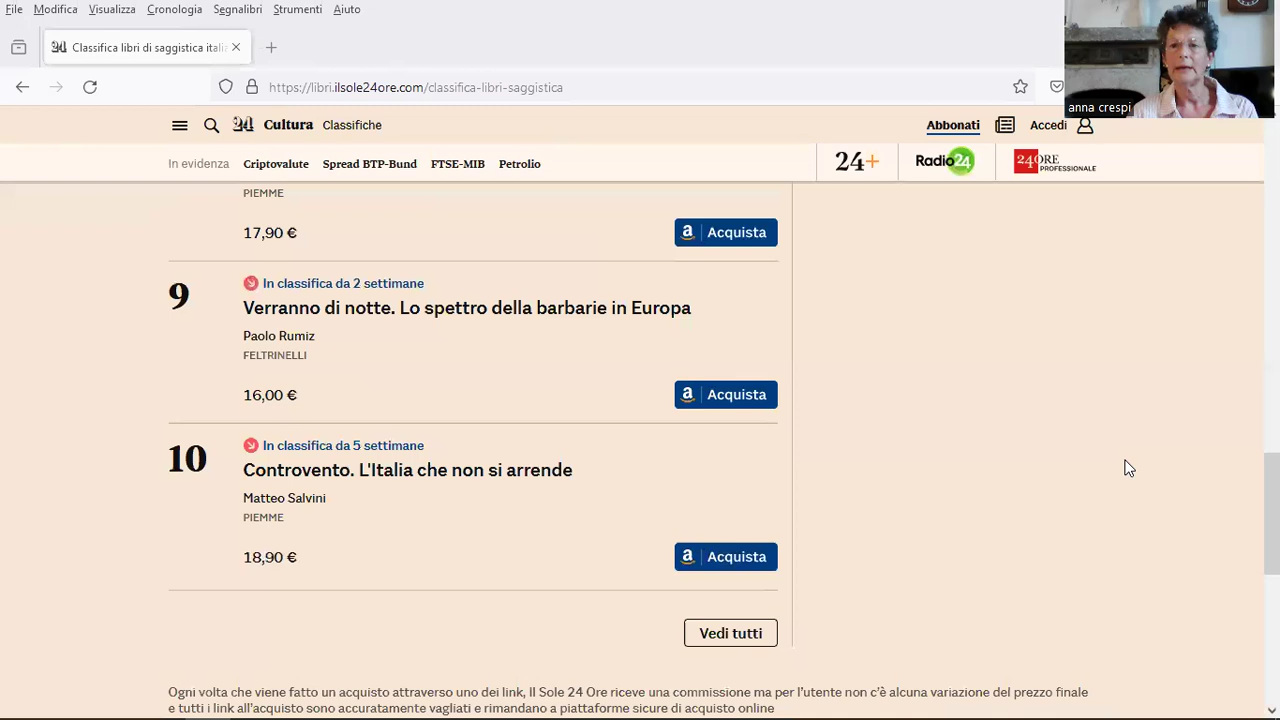 File Modifica Visualizza Cronologia Segnalibri Strumenti Aiuto
24 Classifica libri di saggistica italia
https://libri.ilsole24ore.com/classifica-libri-saggistica
anna crespi
24 Cultura Classifiche Abbonati Accedi
In evidenza Criptovalute Spread BTP-Bund FTSE-MIB Petrolio 24+ Radio24 24ORE PROFESSIONALE
PIEMME
17,90 € a Acquista
9 In classifica da 2 settimane
Verranno di notte. Lo spettro della barbarie in Europa
Paolo Rumiz
FELTRINELLI
16,00 € a Acquista
10 In classifica da 5 settimane
Controvento. L'Italia che non si arrende
Matteo Salvini
PIEMME
18,90 € a Acquista
Vedi tutti
Ogni volta che viene fatto un acquisto attraverso uno dei link, Il Sole 24 Ore riceve una commissione ma per l'utente non c'è alcuna variazione del prezzo finale
e tutti i link all'acquisto sono accuratamente vagliati e rimandano a piattaforme sicure di acquisto online